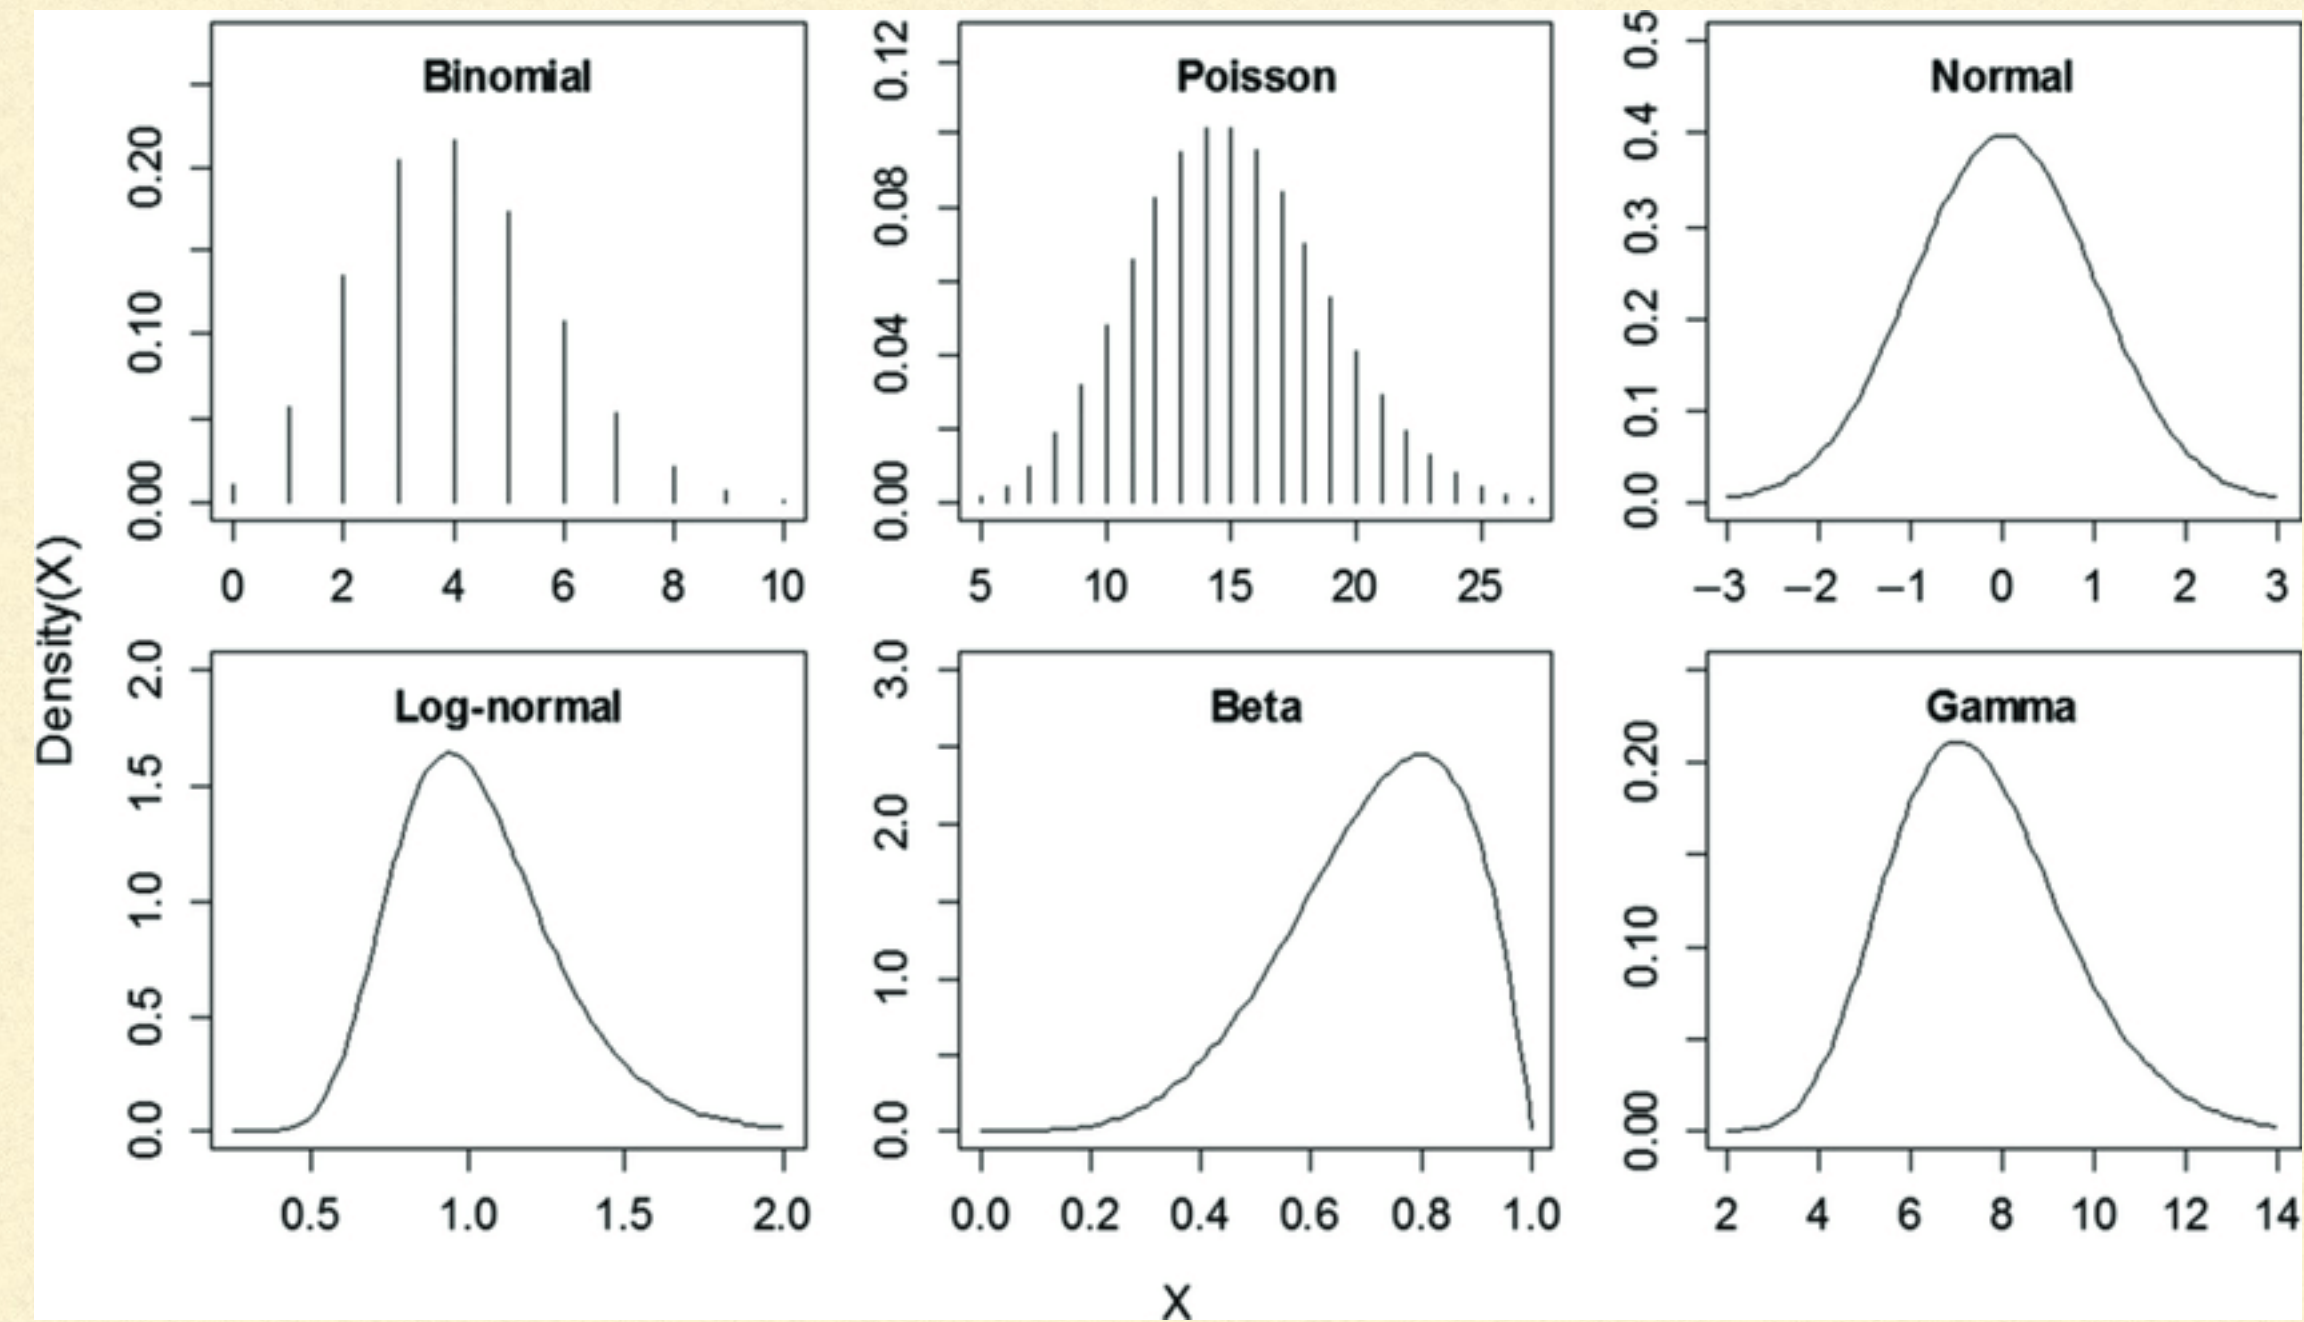 Binomial
0.00 0.10 0.20
0 2 4 6 8 10
Poisson
0.00 0.04 0.08 0.12
5 10 15 20 25
Normal
0.0 0.1 0.2 0.3 0.4 0.5
−3 −2 −1 0 1 2 3
Density(X)
Log-normal
0.0 0.5 1.0 1.5 2.0
0.5 1.0 1.5 2.0
Beta
0.0 1.0 2.0 3.0
0.0 0.2 0.4 0.6 0.8 1.0
Gamma
0.00 0.10 0.20
2 4 6 8 10 12 14
X